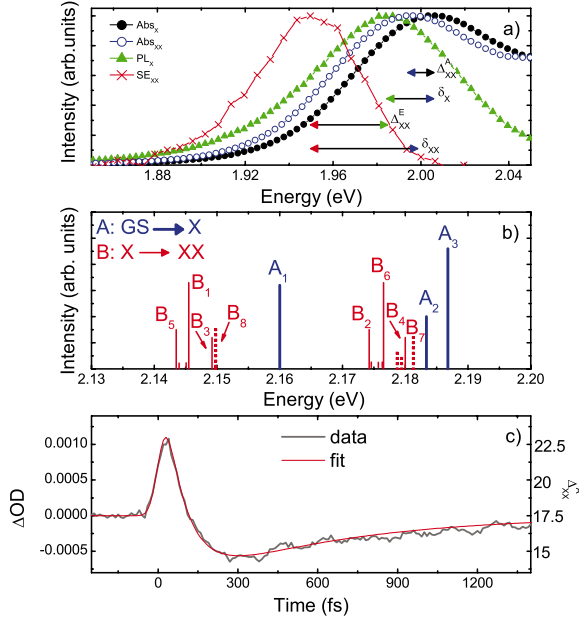 a)
Abs_X
Abs_XX
PL_X
SE_XX
Δ^A_XX
δ_X
Δ^E_XX
δ_XX
Intensity (arb.units)
1.88 1.92 1.96 2.00 2.04
Energy (eV)
b)
A: GS → X
B: X → XX
A_3
A_1
A_2
B_6
B_1
B_5
B_3
B_8
B_2
B_4
B_7
Intensity (arb. units)
2.13 2.14 2.15 2.16 2.17 2.18 2.19 2.20
Energy (eV)
c)
data
fit
0.0010
0.0005
0.0000
-0.0005
ΔOD
22.5
20
17.5
15
Δ_XX
0 300 600 900 1200
Time (fs)